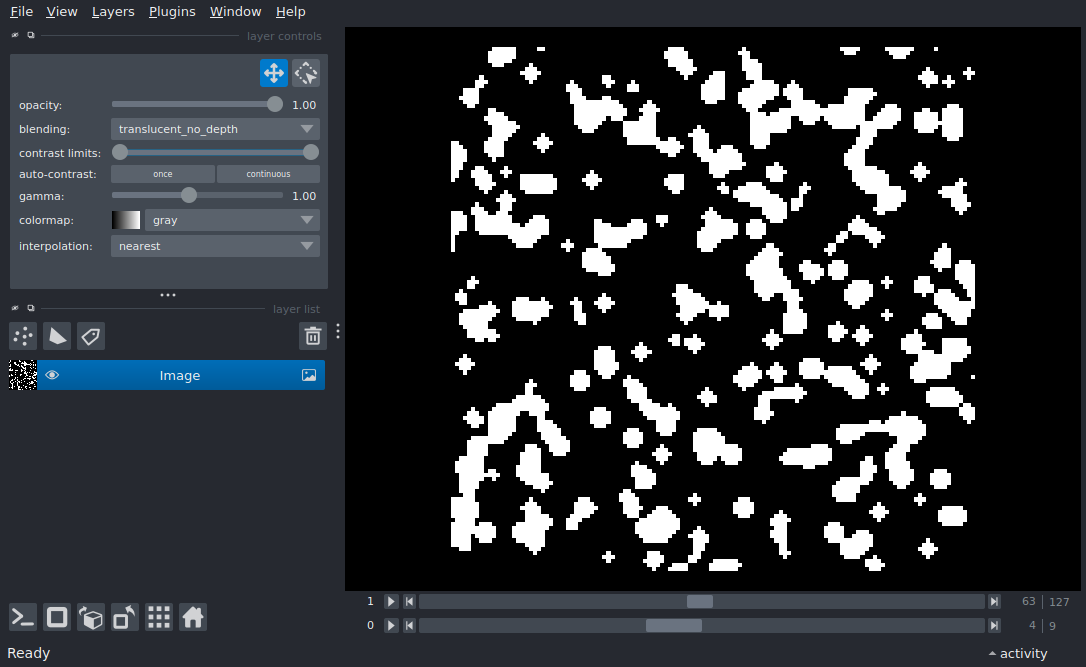 File View Layers Plugins Window Help
layer controls
opacity: 1.00
blending: translucent_no_depth
contrast limits:
auto-contrast: once continuous
gamma: 1.00
colormap: gray
interpolation: nearest
layer list
Image
1 63 127
0 4 9
Ready activity